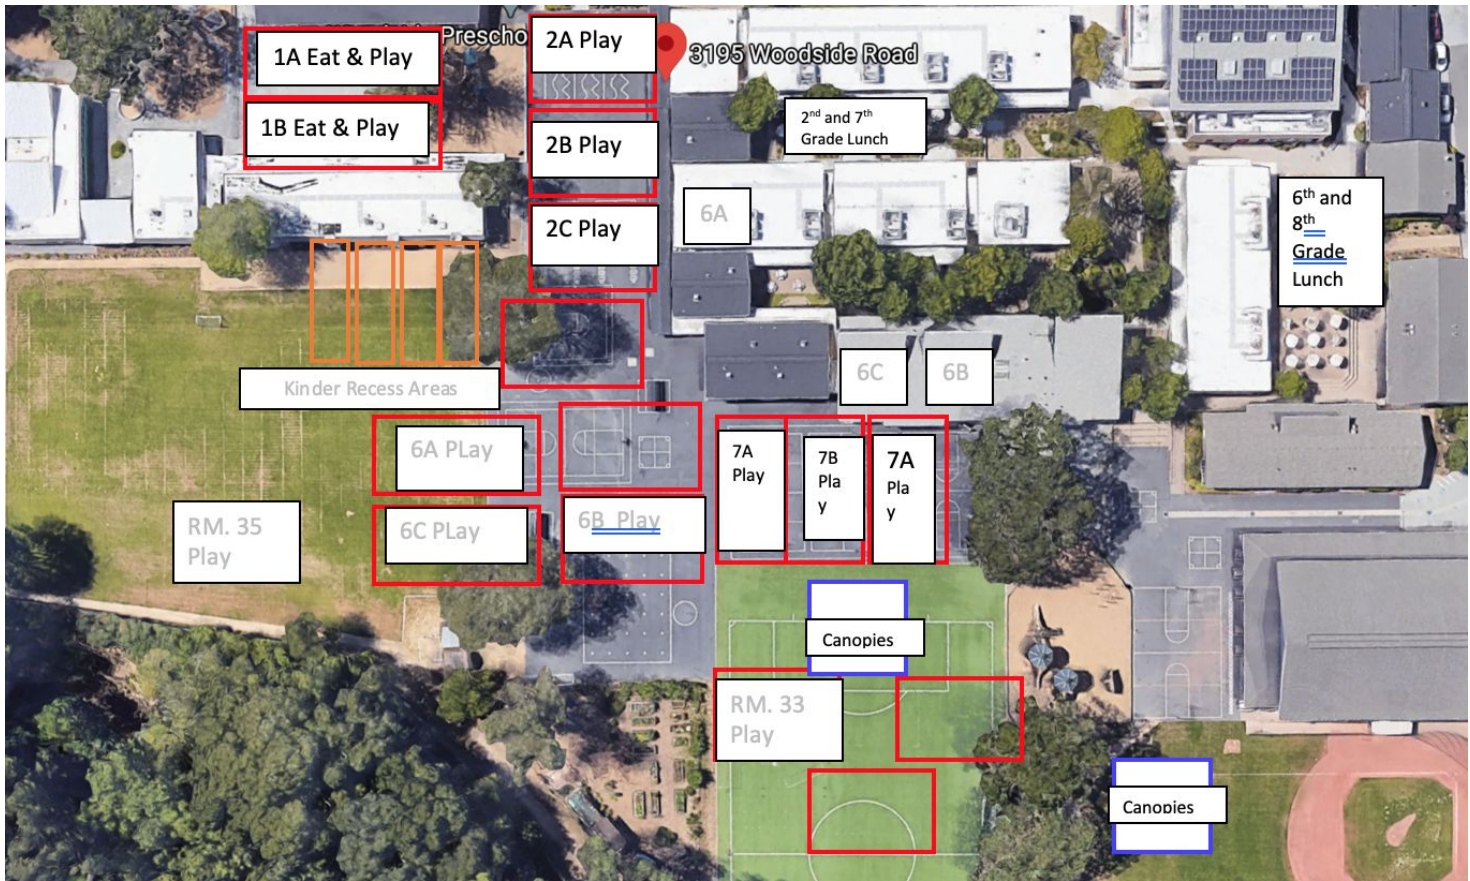 Prescho
1A Eat & Play
2A Play
3195 Woodside Road
1B Eat & Play
2B Play
2nd and 7th
Grade Lunch
6th and
8th
Grade
Lunch
6A
2C Play
6C
6B
Kinder Recess Areas
6A PLay
7A
Play
7B
Pla
y
7A
Pla
y
RM. 35
Play
6C PLay
6B Play
Canopies
RM. 33
Play
Canopies